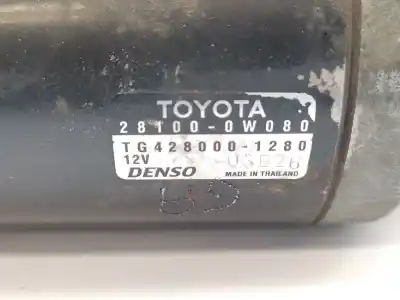 TOYOTA
28100-0W080
TG428000-1280
12V
DENSO MADE IN THAILAND